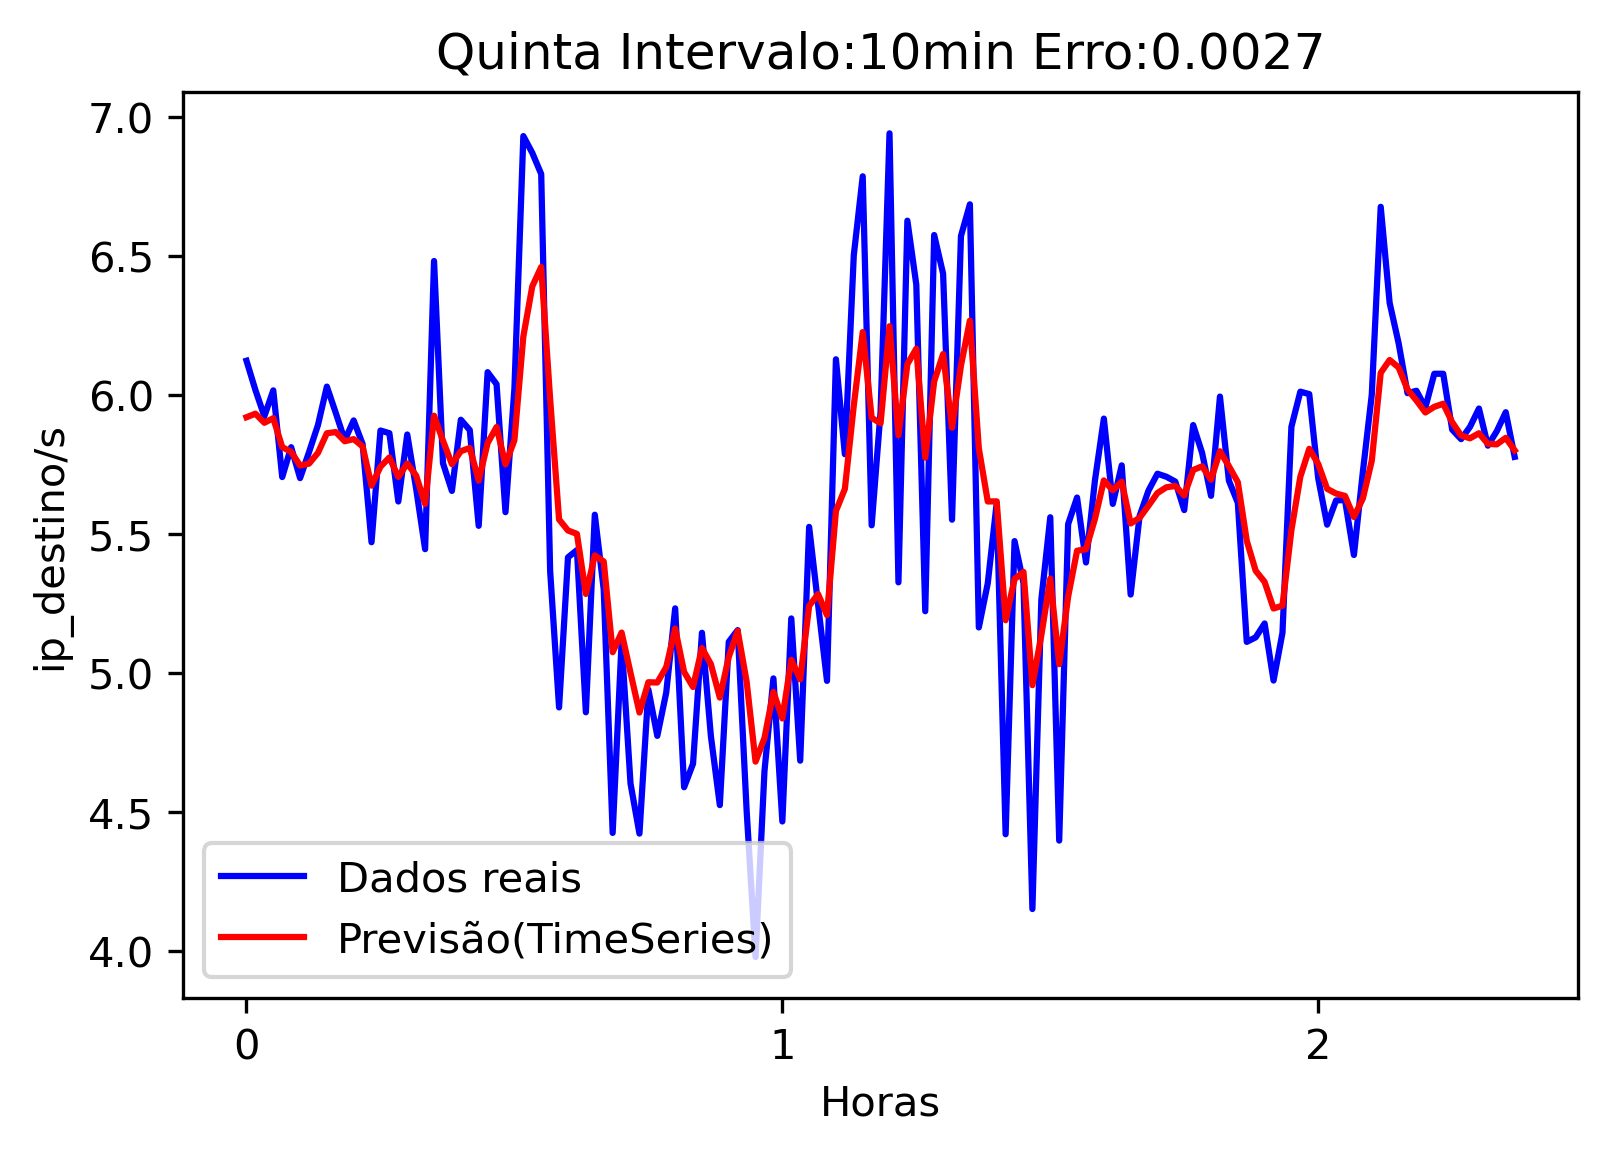 Quinta Intervalo:10min Erro:0.0027
7.0
6.5
6.0
5.5
5.0
4.5
4.0
ip_destino/s
Dados reais
Previsão(TimeSeries)
0 1 2
Horas